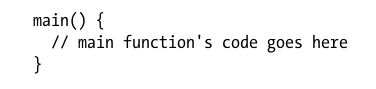 main() {
  // main function's code goes here
}